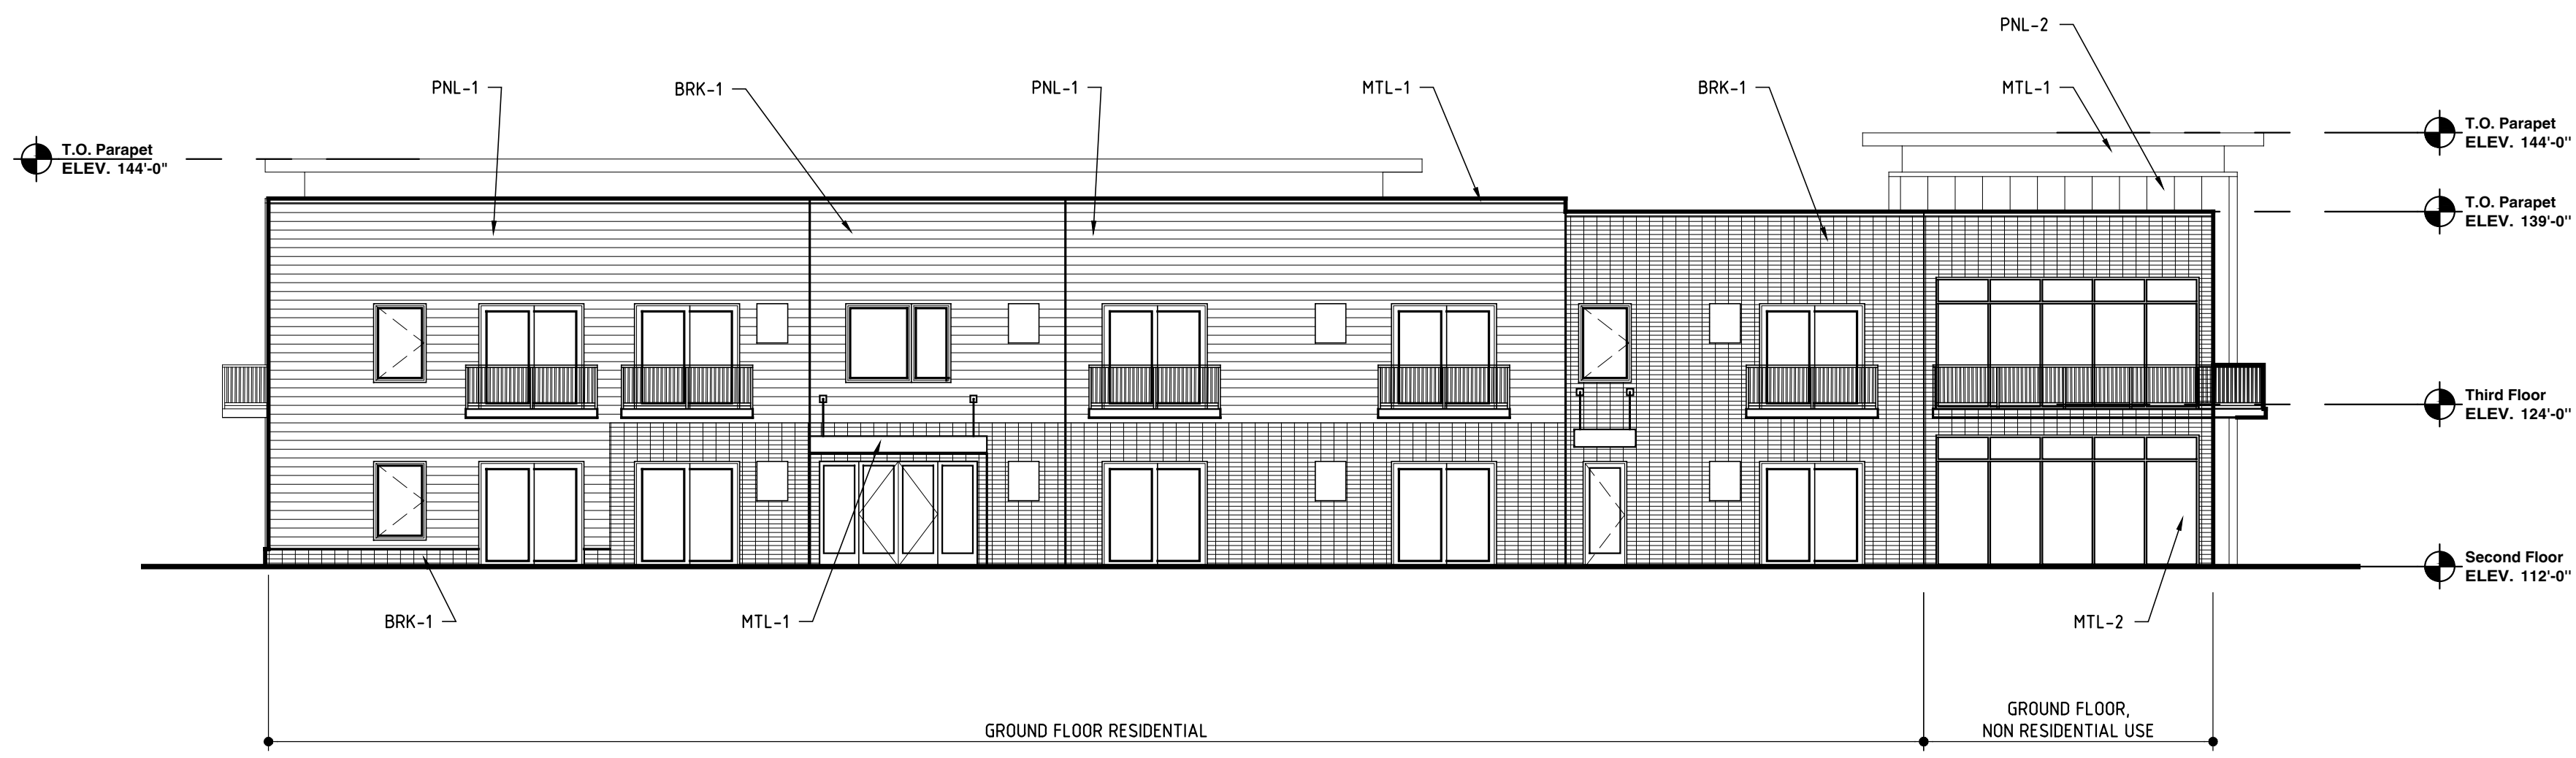 PNL-2
PNL-1
BRK-1
PNL-1
MTL-1
BRK-1
MTL-1
T.O. Parapet
ELEV. 144'-0"
T.O. Parapet
ELEV. 144'-0"
T.O. Parapet
ELEV. 139'-0"
Third Floor
ELEV. 124'-0"
Second Floor
ELEV. 112'-0"
BRK-1
MTL-1
MTL-2
GROUND FLOOR RESIDENTIAL
GROUND FLOOR,
NON RESIDENTIAL USE